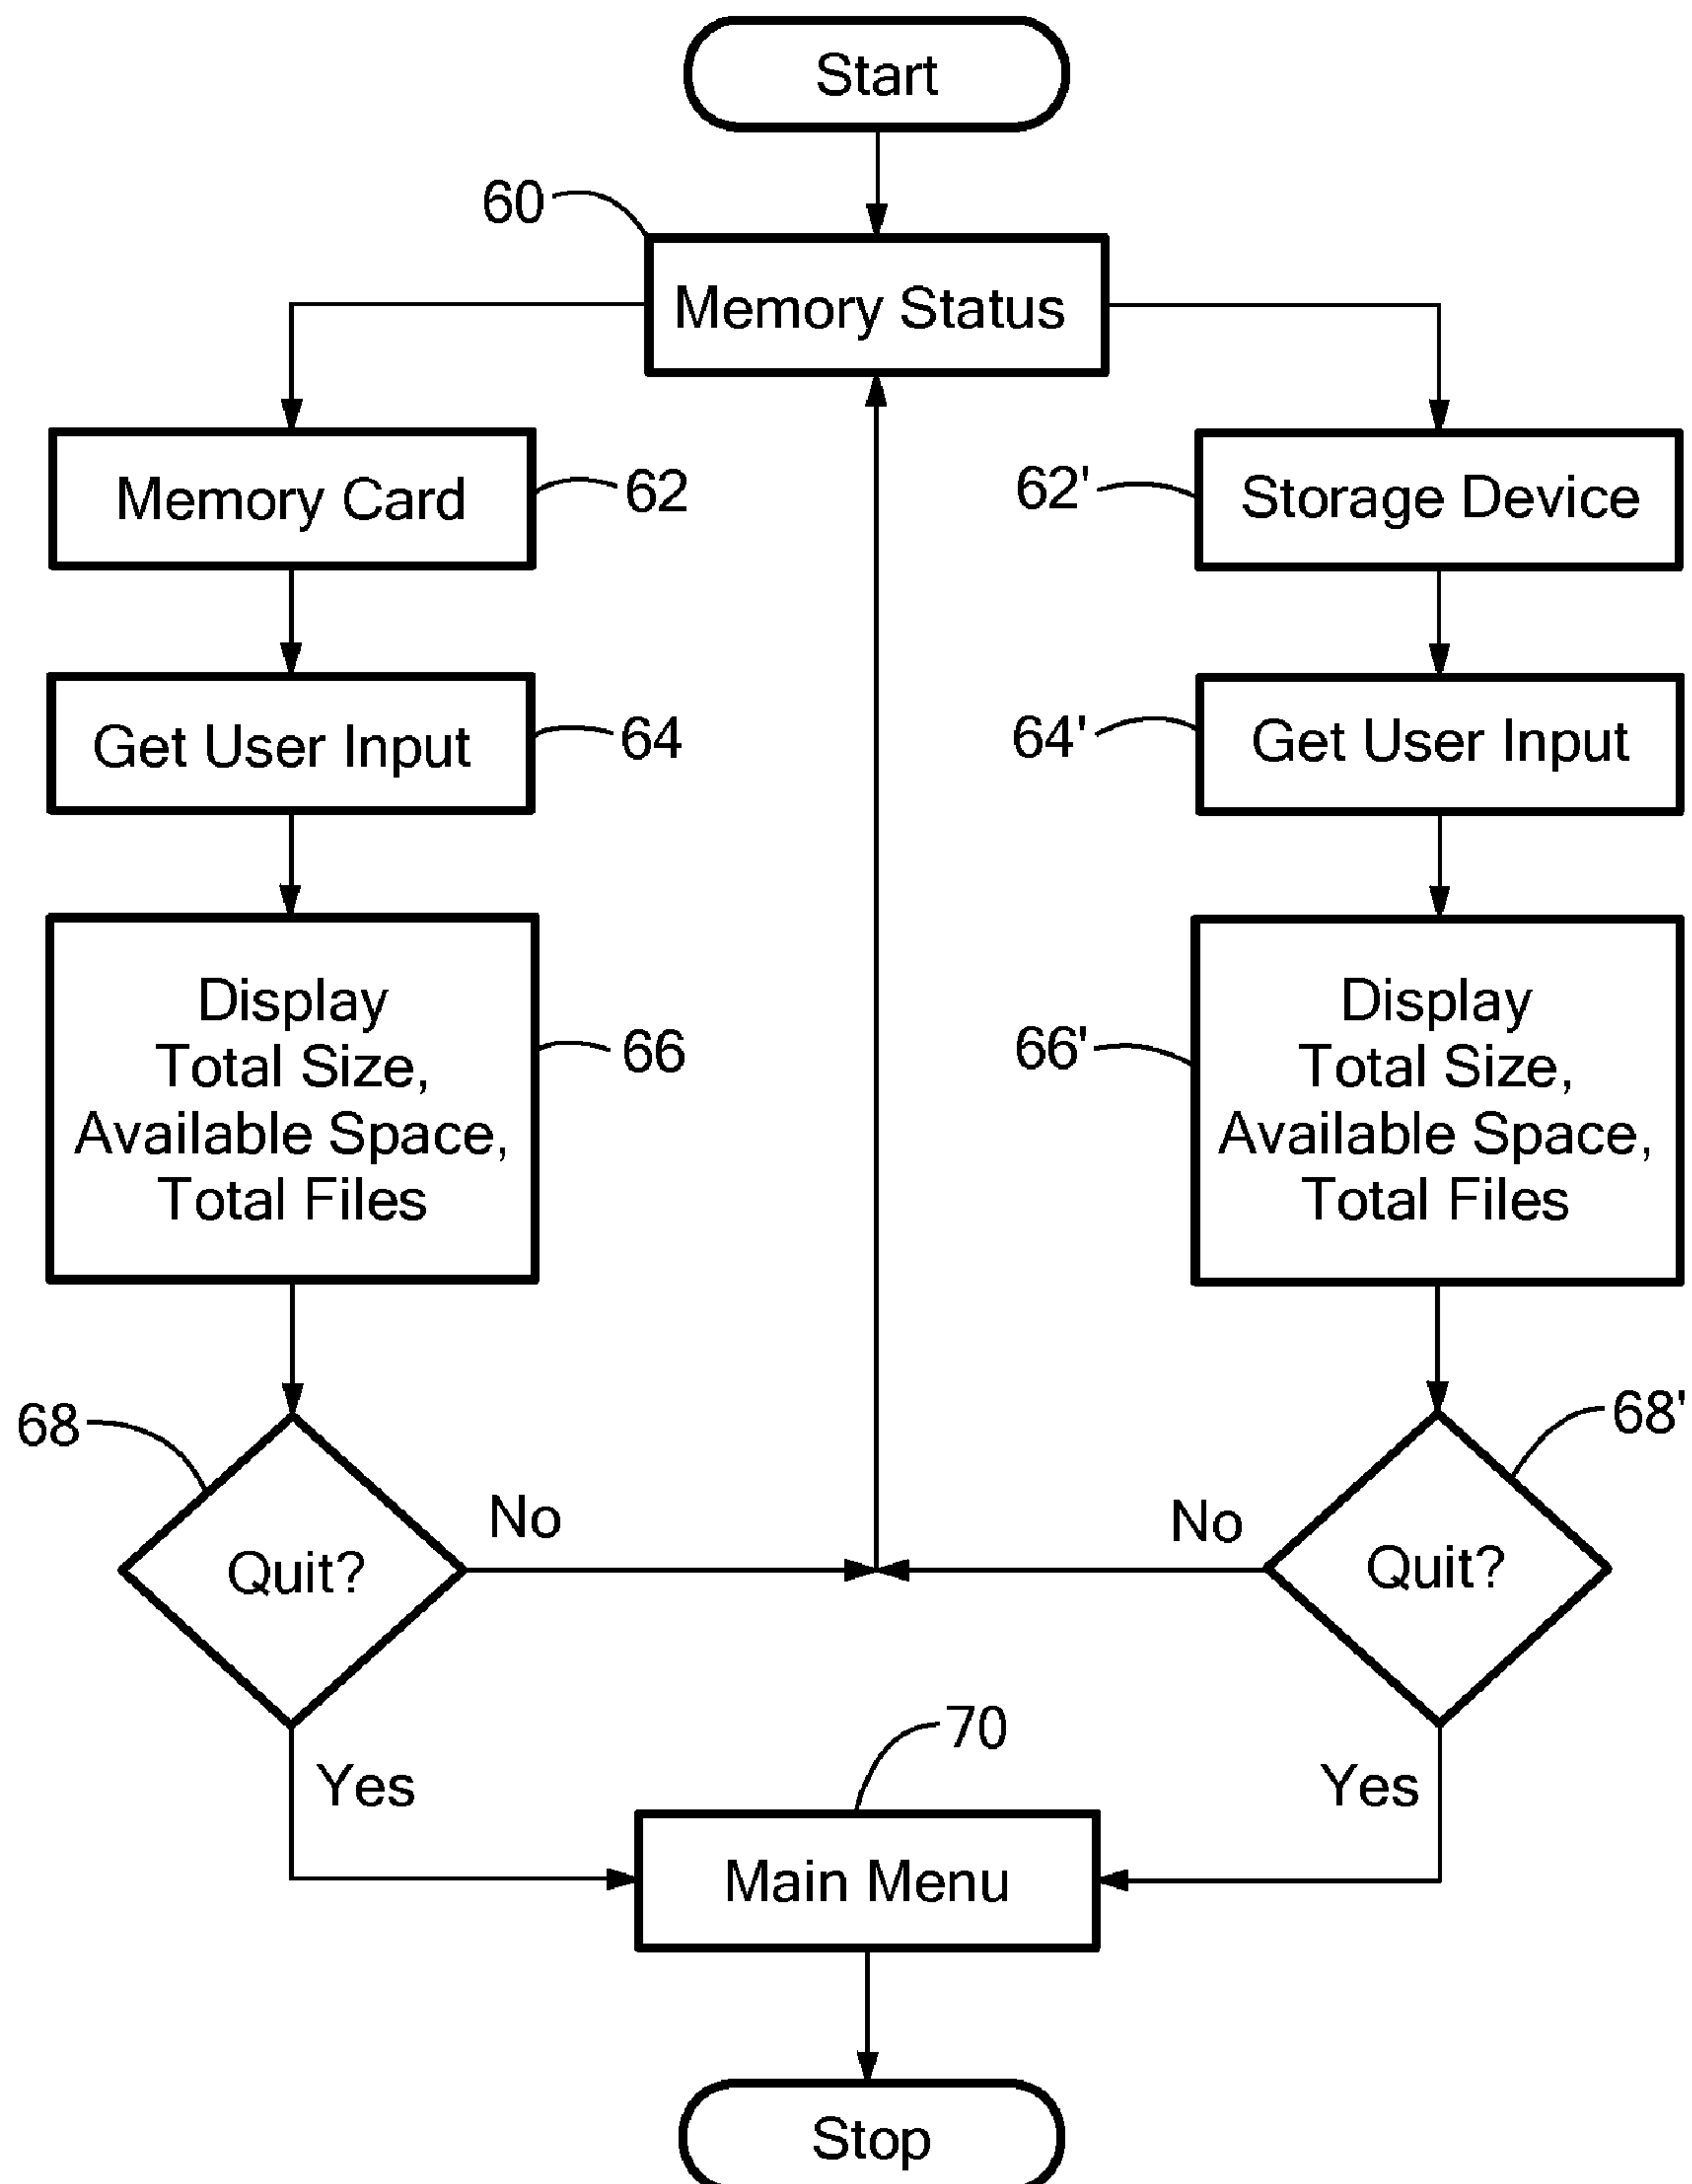 Start
60
Memory Status
Memory Card
62
62'
Storage Device
Get User Input
64
64'
Get User Input
Display
Total Size,
Available Space,
Total Files
66
66'
Display
Total Size,
Available Space,
Total Files
68
Quit?
No
No
Quit?
68'
Yes
70
Yes
Main Menu
Stop